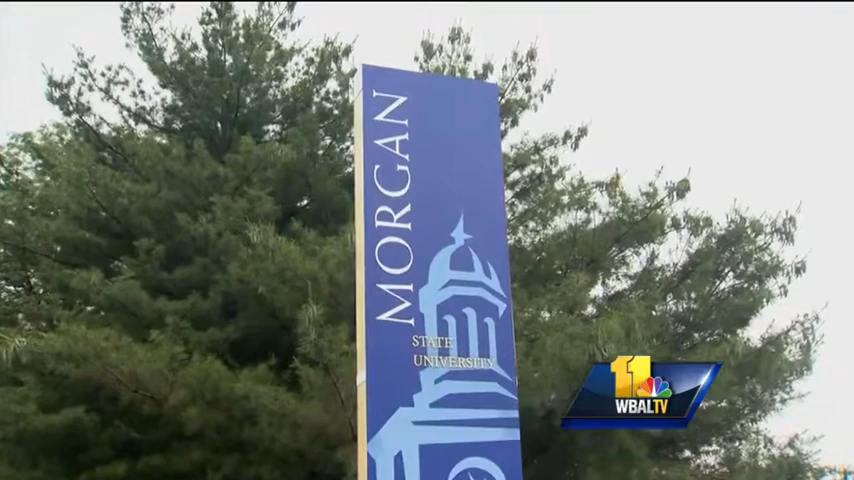 MORGAN
STATE
UNIVERSITY
11
WBALTV